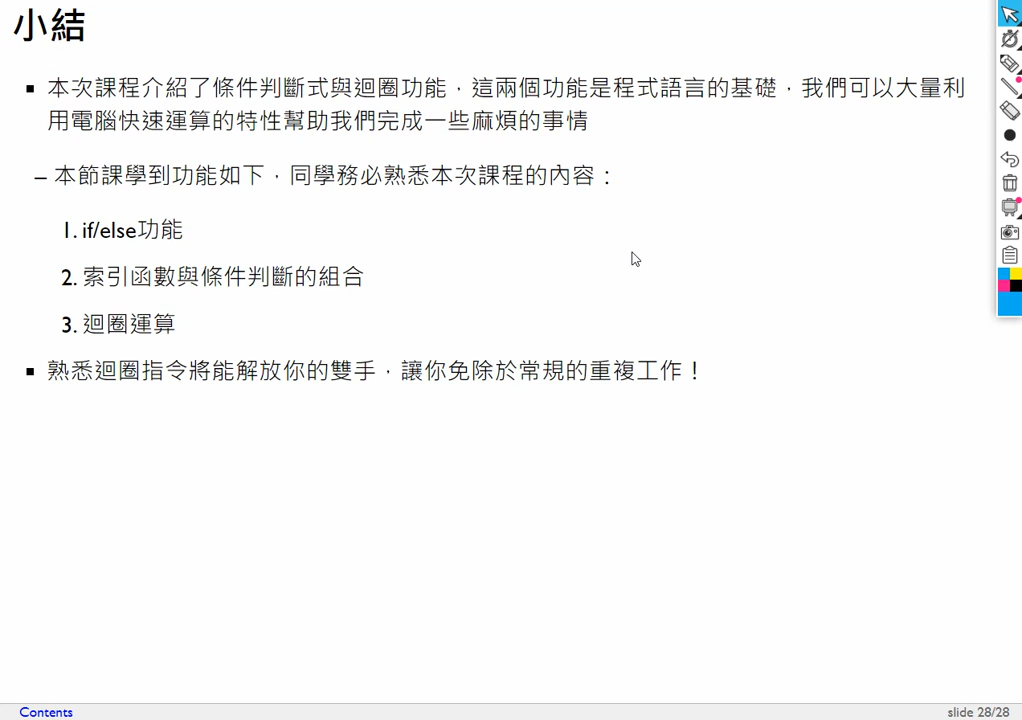 小結
▪ 本次課程介紹了條件判斷式與迴圈功能，這兩個功能是程式語言的基礎，我們可以大量利
用電腦快速運算的特性幫助我們完成一些麻煩的事情
– 本節課學到功能如下，同學務必熟悉本次課程的內容：
1. if/else功能
2. 索引函數與條件判斷的組合
3. 迴圈運算
▪ 熟悉迴圈指令將能解放你的雙手，讓你免除於常規的重複工作！
Contents
slide 28/28